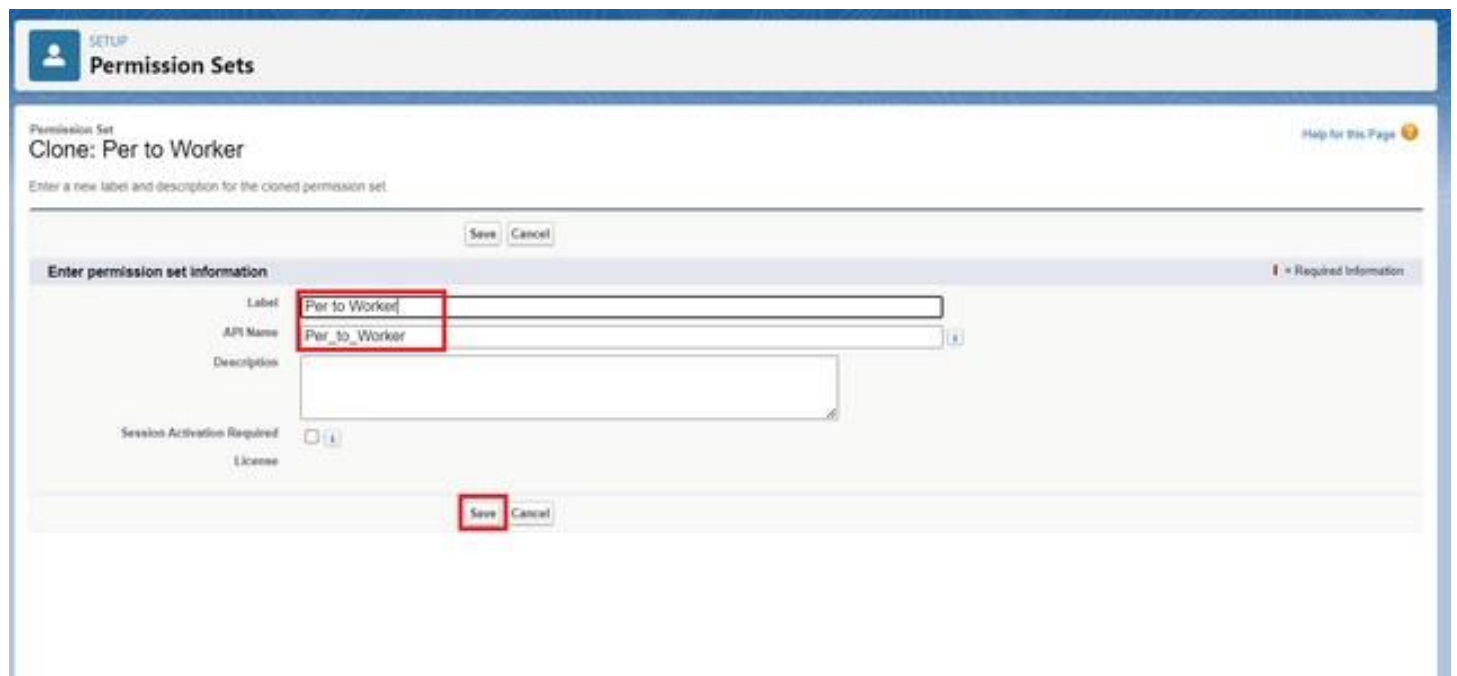 SETUP
Permission Sets
Permission Set
Clone: Per to Worker
Help for this Page
Enter a new label and description for the cloned permission set.
Save Cancel
Enter permission set information
= Required Information
Label Per to Worker
API Name Per_to_Worker
i
Description
Session Activation Required i
License
Save Cancel